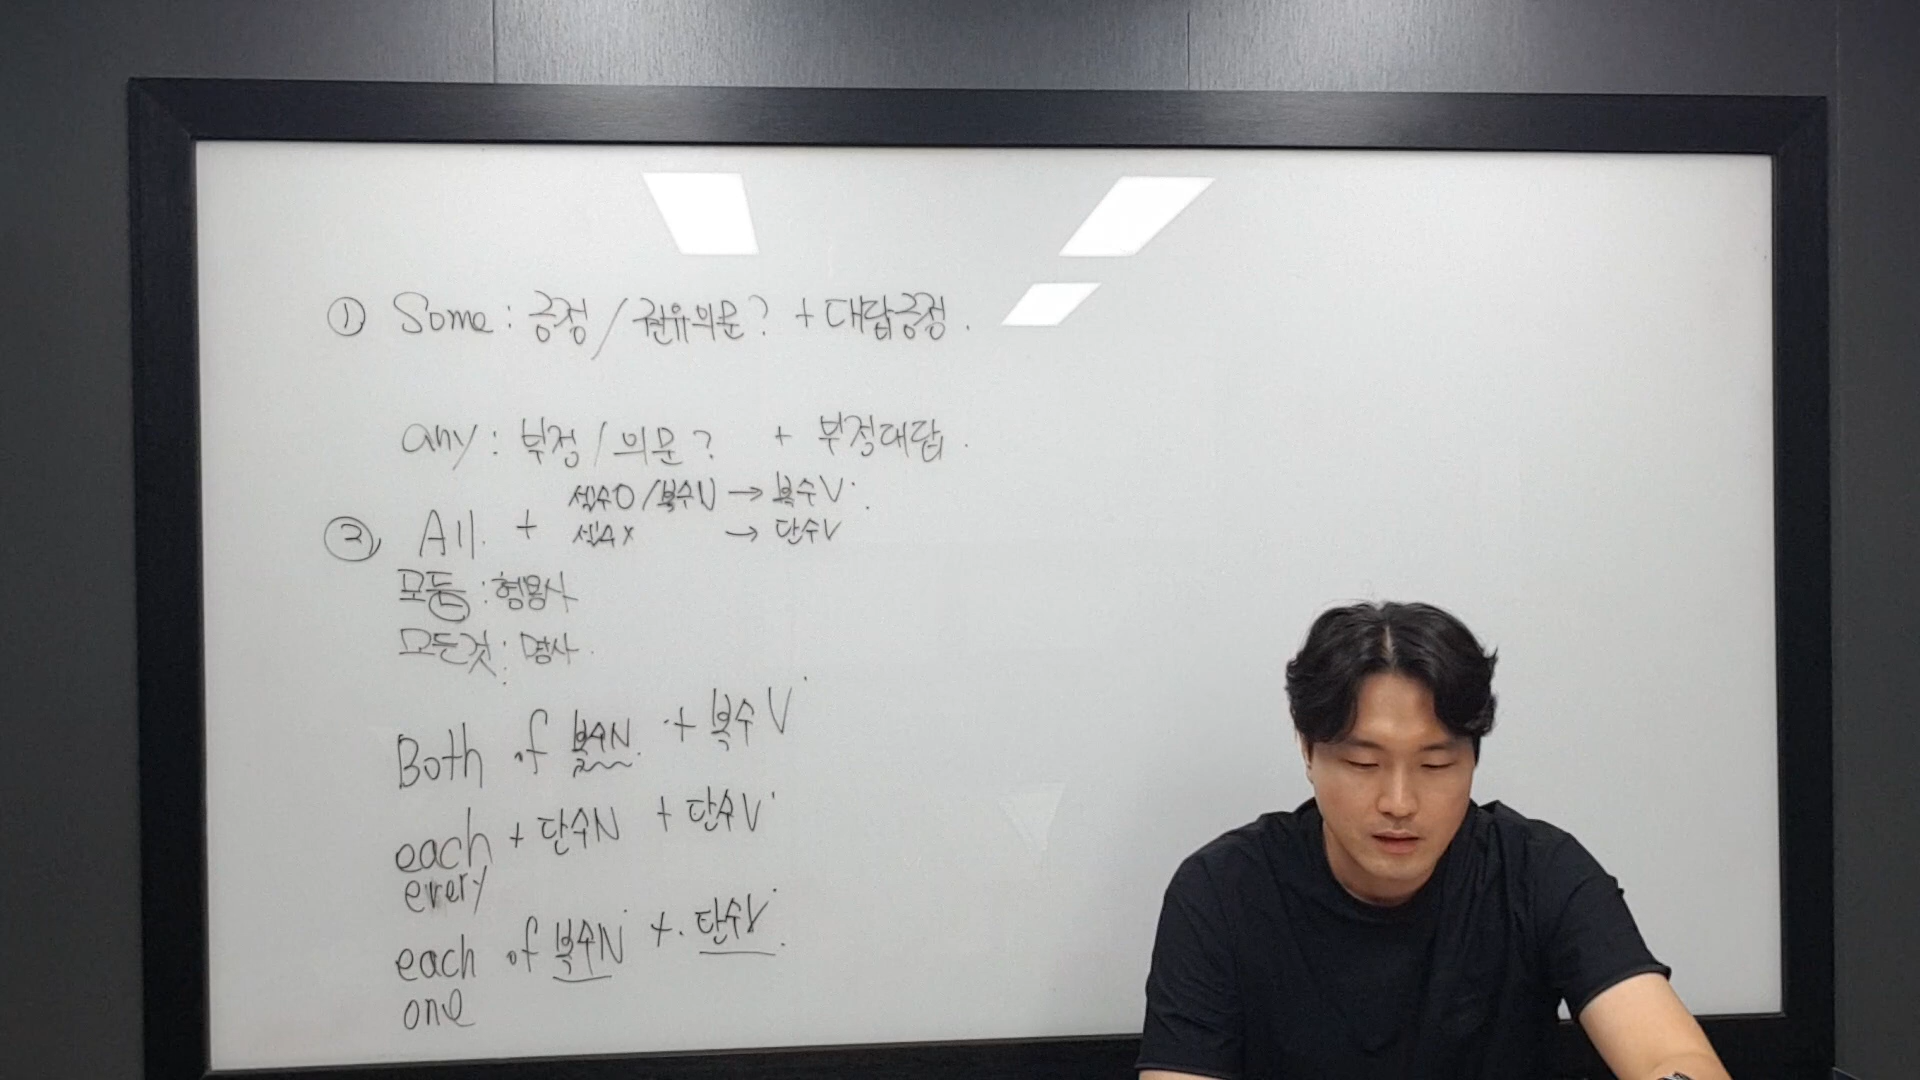 ① Some : 긍정 / 권유의문? + 대답긍정.
any : 부정 / 의문? + 부정대답.
② All. + 셀수O / 복수N → 복수V.
셀수X → 단수V
모든 : 형용사
모든것 : 명사.
Both of 복수N. + 복수V
each + 단수N + 단수V
every
each of 복수N + 단수V.
one